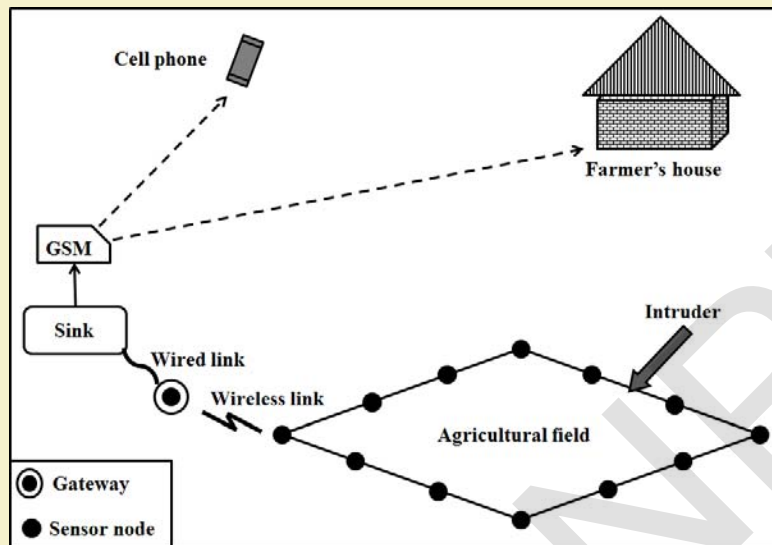 Cell phone
Farmer's house
GSM
Sink
Intruder
Wired link
Wireless link
Agricultural field
Gateway
Sensor node